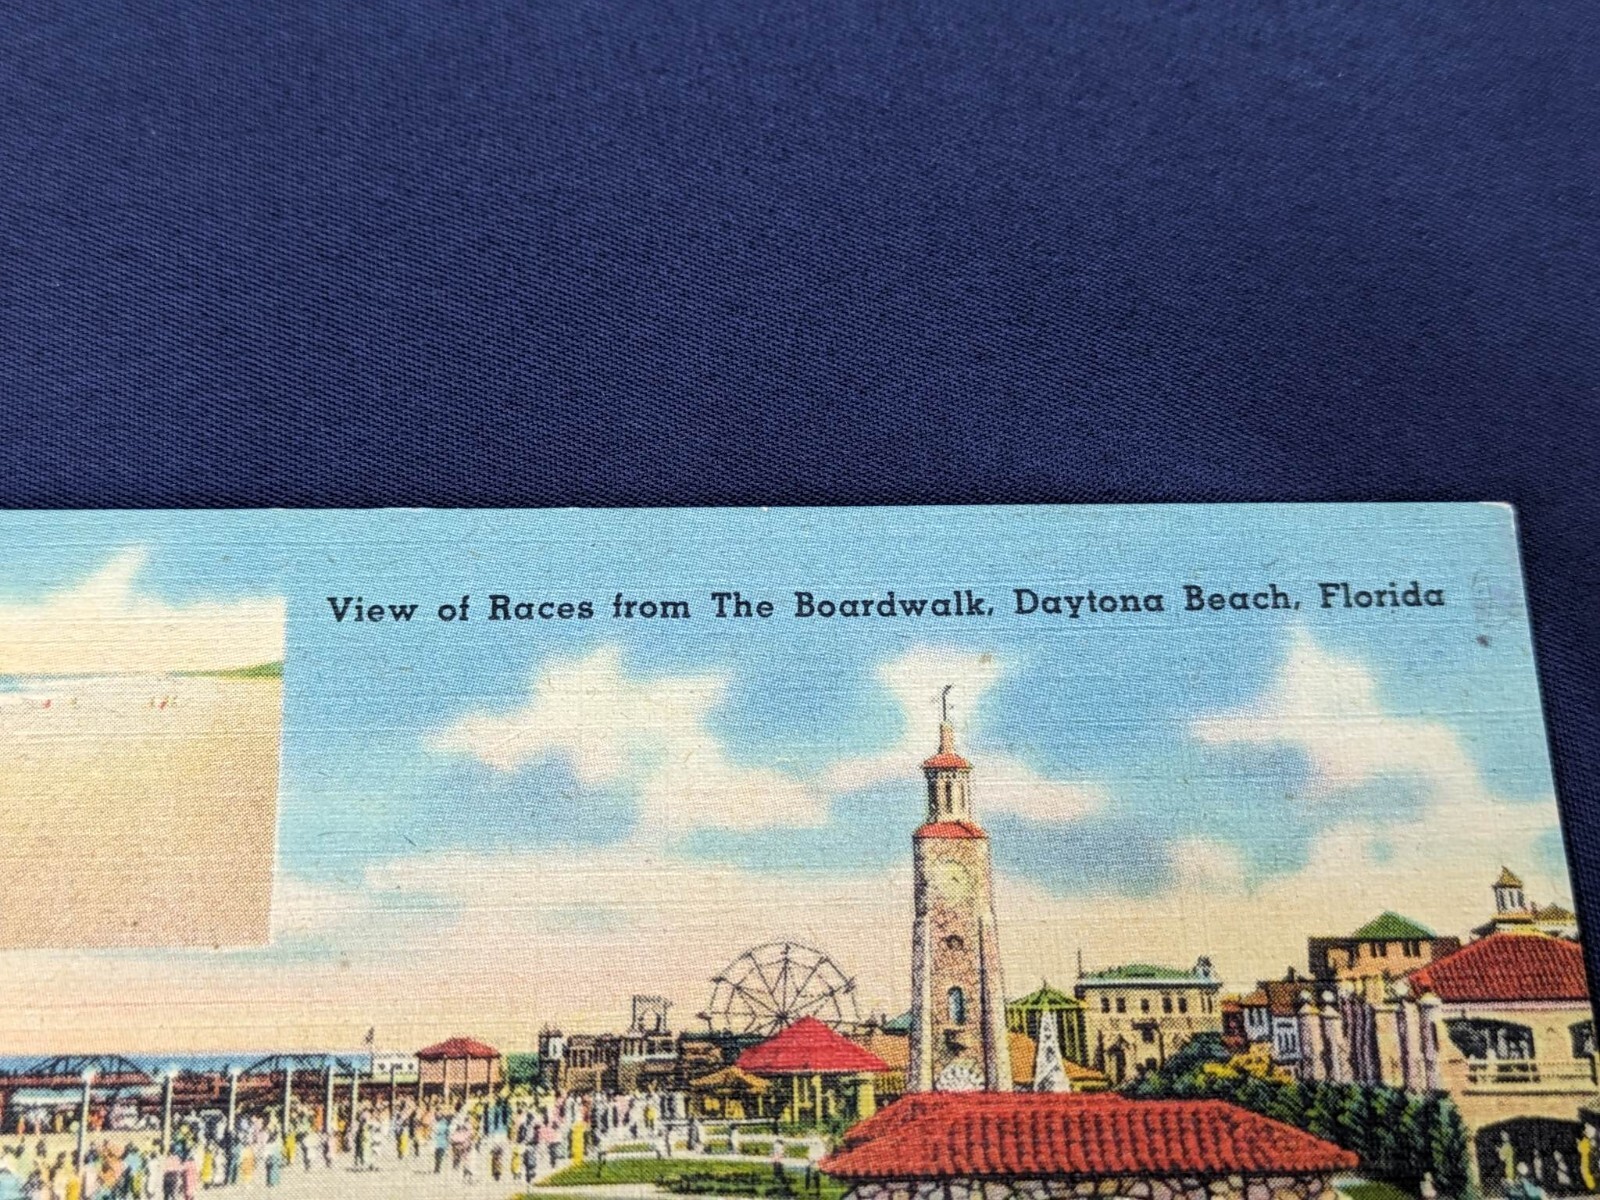 View of Races from The Boardwalk, Daytona Beach, Florida